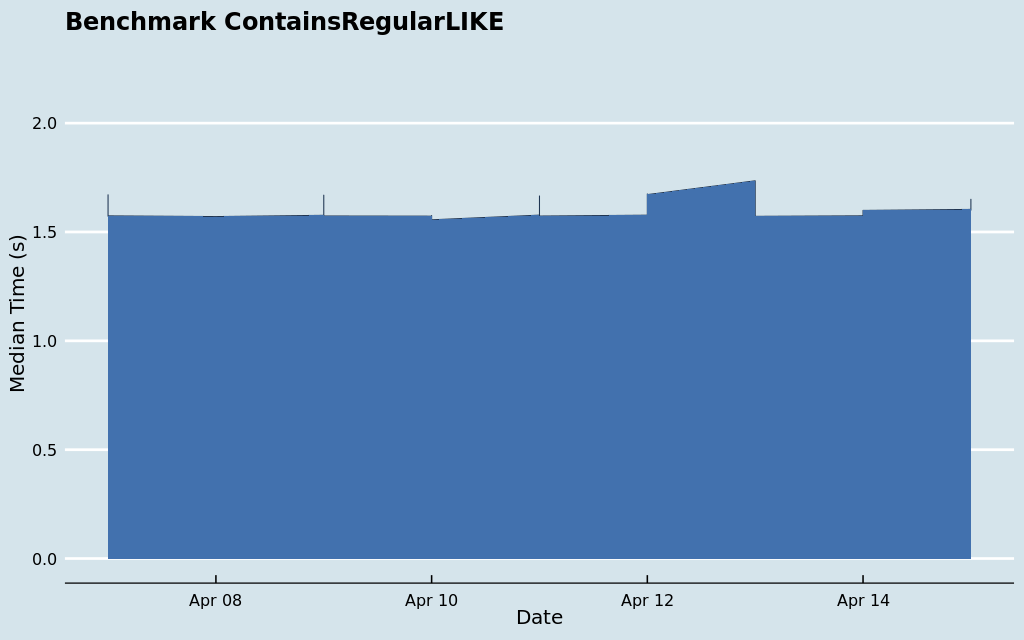 Benchmark ContainsRegularLIKE
2.0
1.5
1.0
0.5
0.0
Median Time (s)
Apr 08
Apr 10
Apr 12
Apr 14
Date